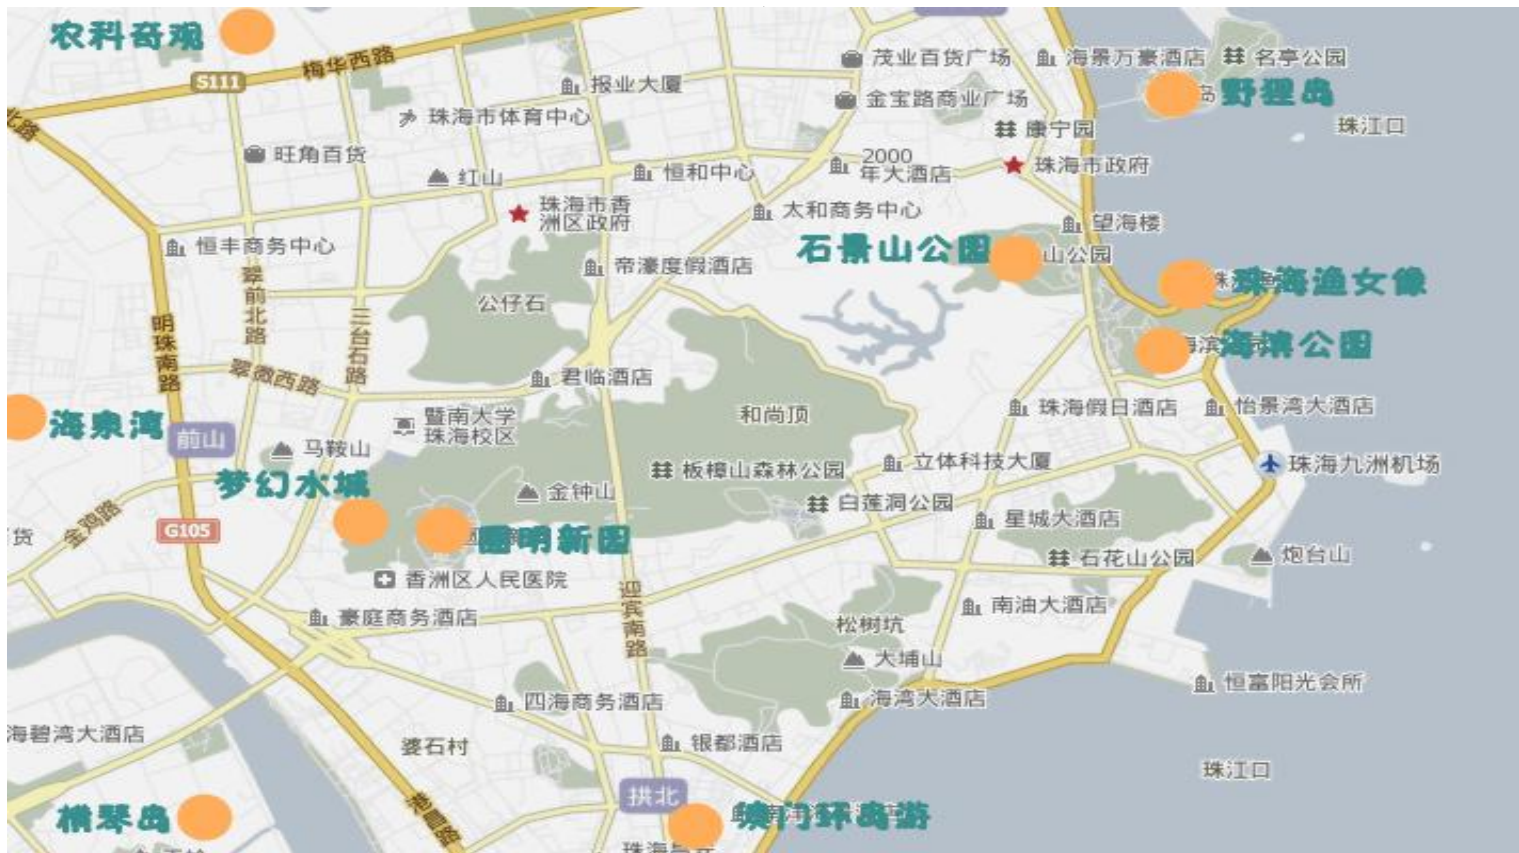 农科奇观
梅华西路
S111
北路
茂业百货广场
海景万豪酒店
名亭公园
报业大厦
金宝路商业广场
岛
野狸岛
珠海市体育中心
康宁园
珠江口
旺角百货
2000
年大酒店
珠海市政府
红山
恒和中心
珠海市香
洲区政府
太和商务中心
望海楼
恒丰商务中心
石景山公园
山公园
帝濠度假酒店
翠前北路
公仔石
珠海渔女像
明珠南路
三台石路
海滨公园
翠微西路
君临酒店
海泉湾
前山
暨南大学
珠海校区
和尚顶
珠海假日酒店
怡景湾大酒店
马鞍山
板樟山森林公园
立体科技大厦
珠海九洲机场
梦幻水城
金钟山
白莲洞公园
金鸡路
星城大酒店
G105
货
圆明新园
石花山公园
炮台山
香洲区人民医院
豪庭商务酒店
迎宾南路
南油大酒店
松树坑
大埔山
四海商务酒店
海湾大酒店
恒富阳光会所
海碧湾大酒店
婆石村
银都酒店
珠江口
拱北
横琴岛
港昌路
澳门环岛游
珠海